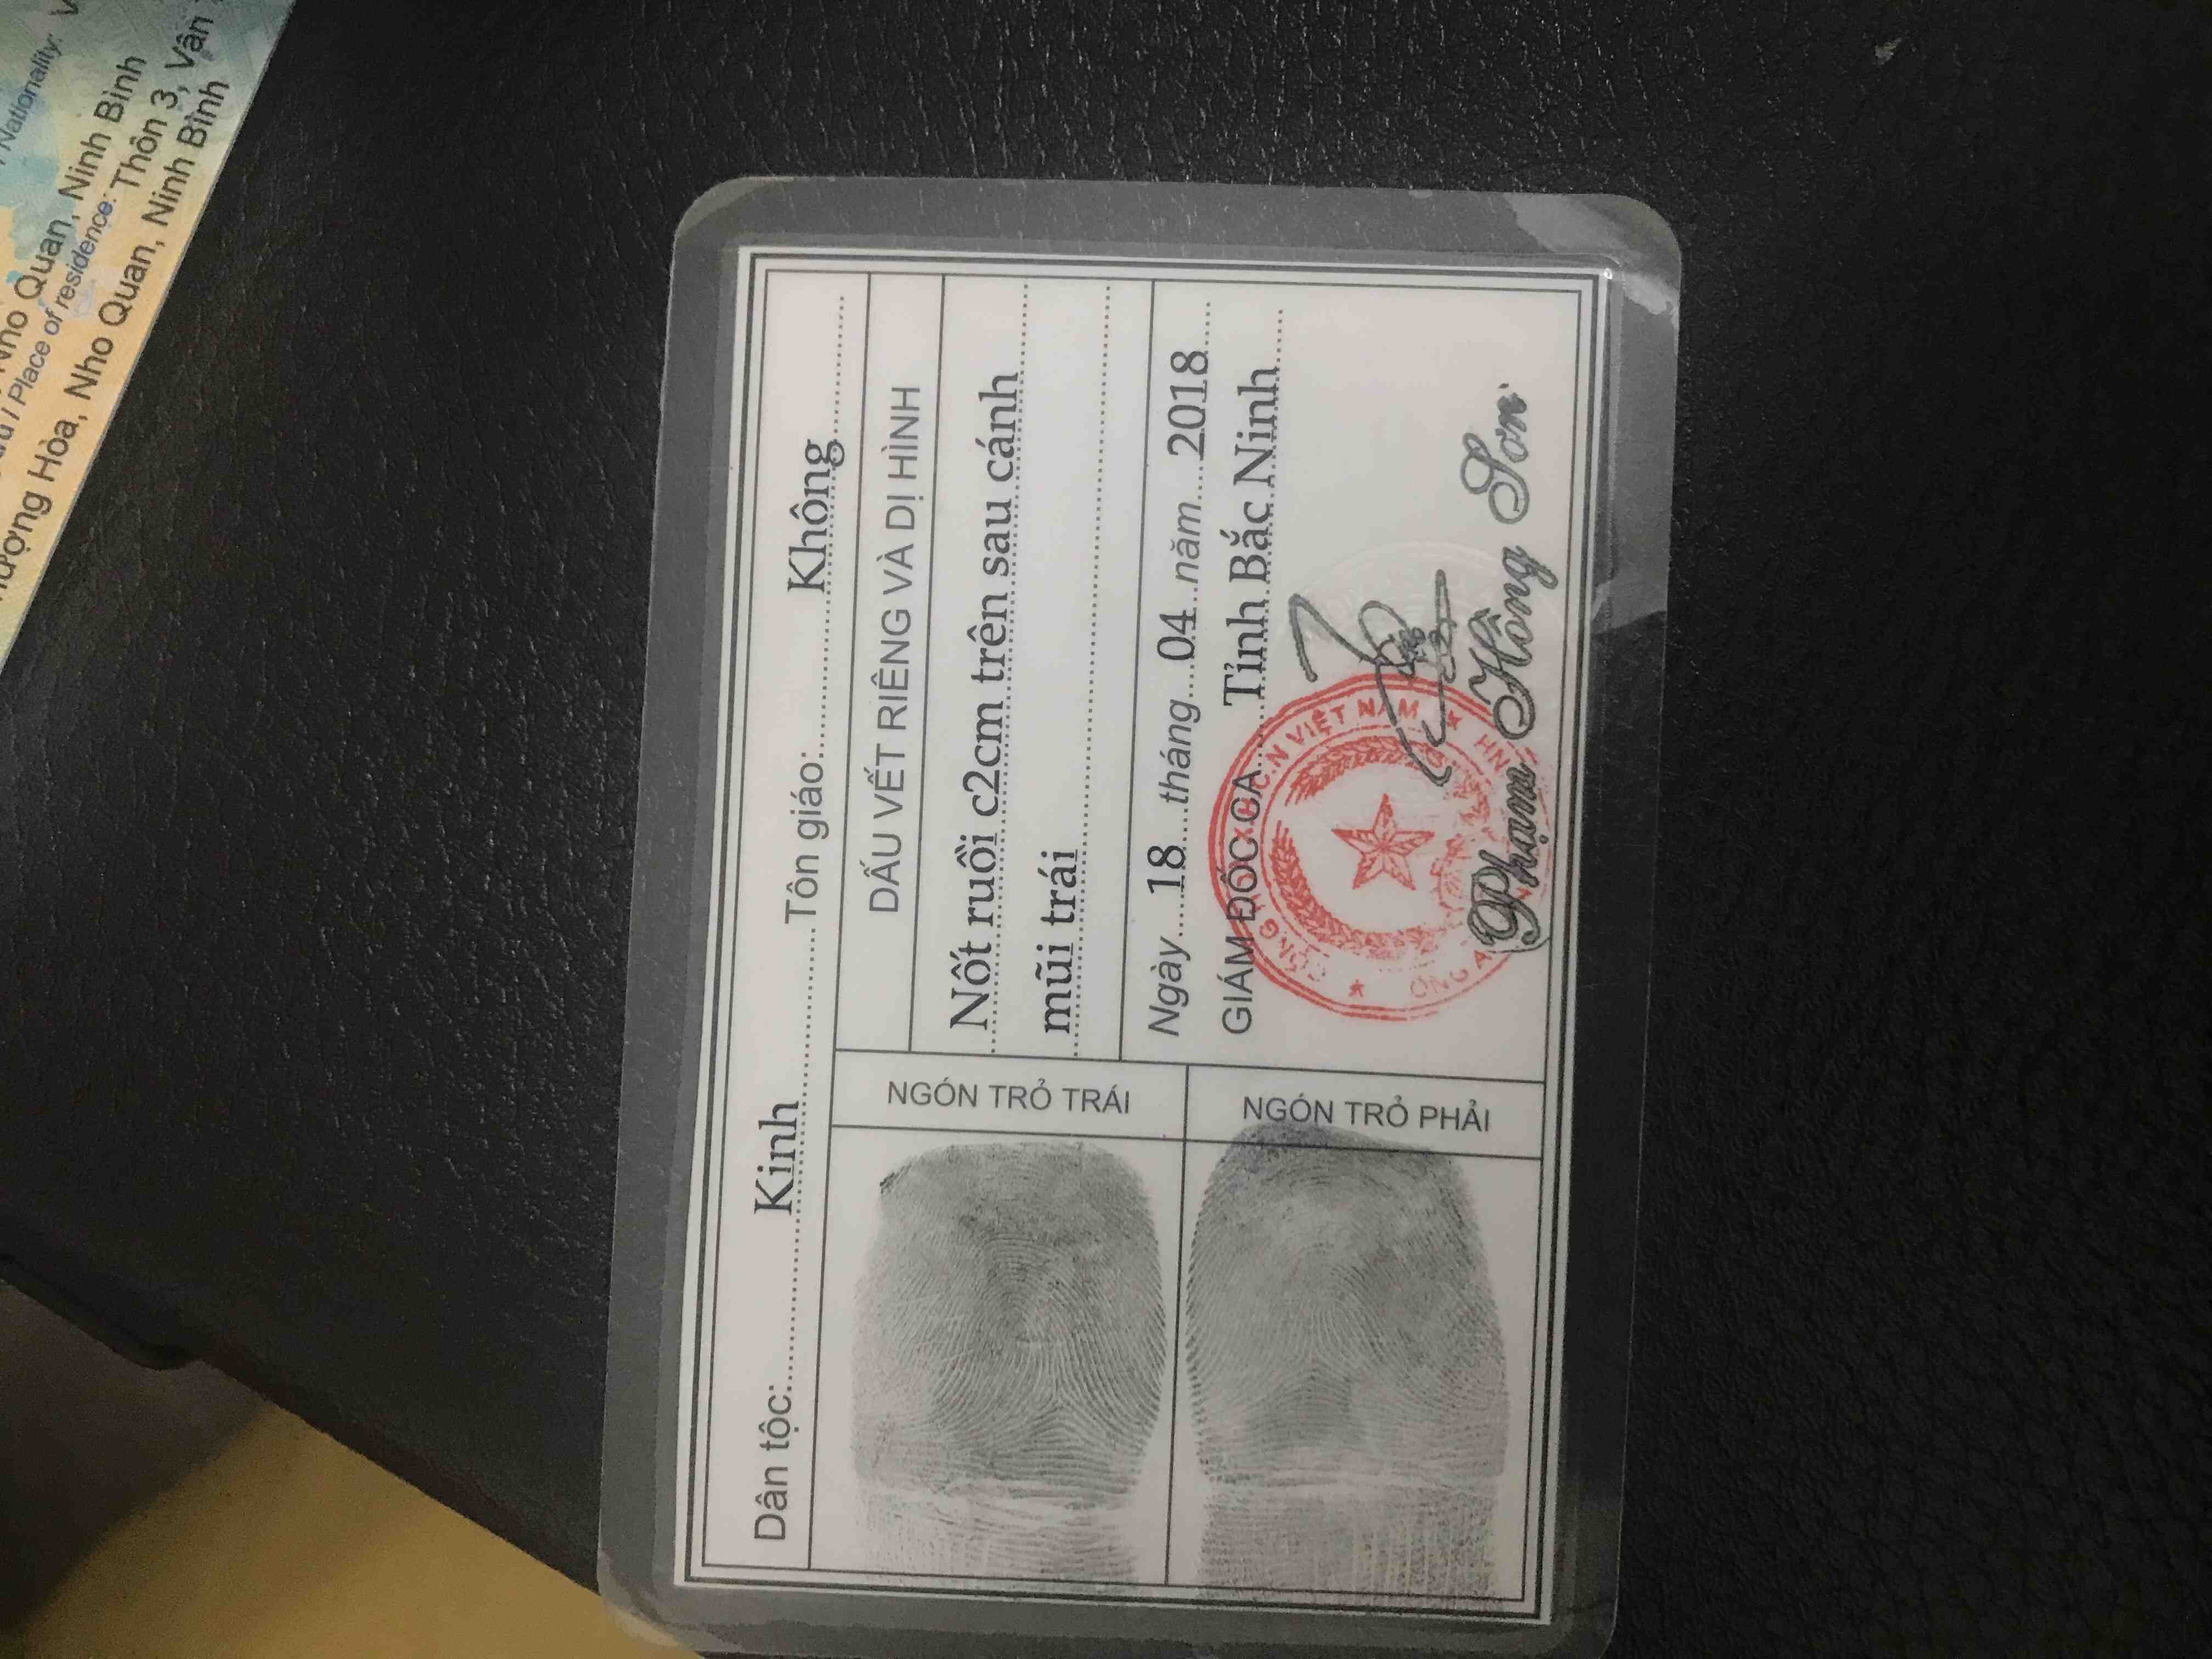 Dân tộc: Kinh Tôn giáo: Không
DẤU VẾT RIÊNG VÀ DỊ HÌNH
Nốt ruồi c2cm trên sau cánh
mũi trái
NGÓN TRỎ TRÁI
Ngày 18 tháng 04 năm 2018
GIÁM ĐỐC CA Tỉnh Bắc Ninh
VIỆT NAM
Phạm Hồng Sơn
NGÓN TRỎ PHẢI
Nationality:
Nho Quan, Ninh Bình
/ Place of residence: Thôn 3, Văn
Hòa, Nho Quan, Ninh Bình